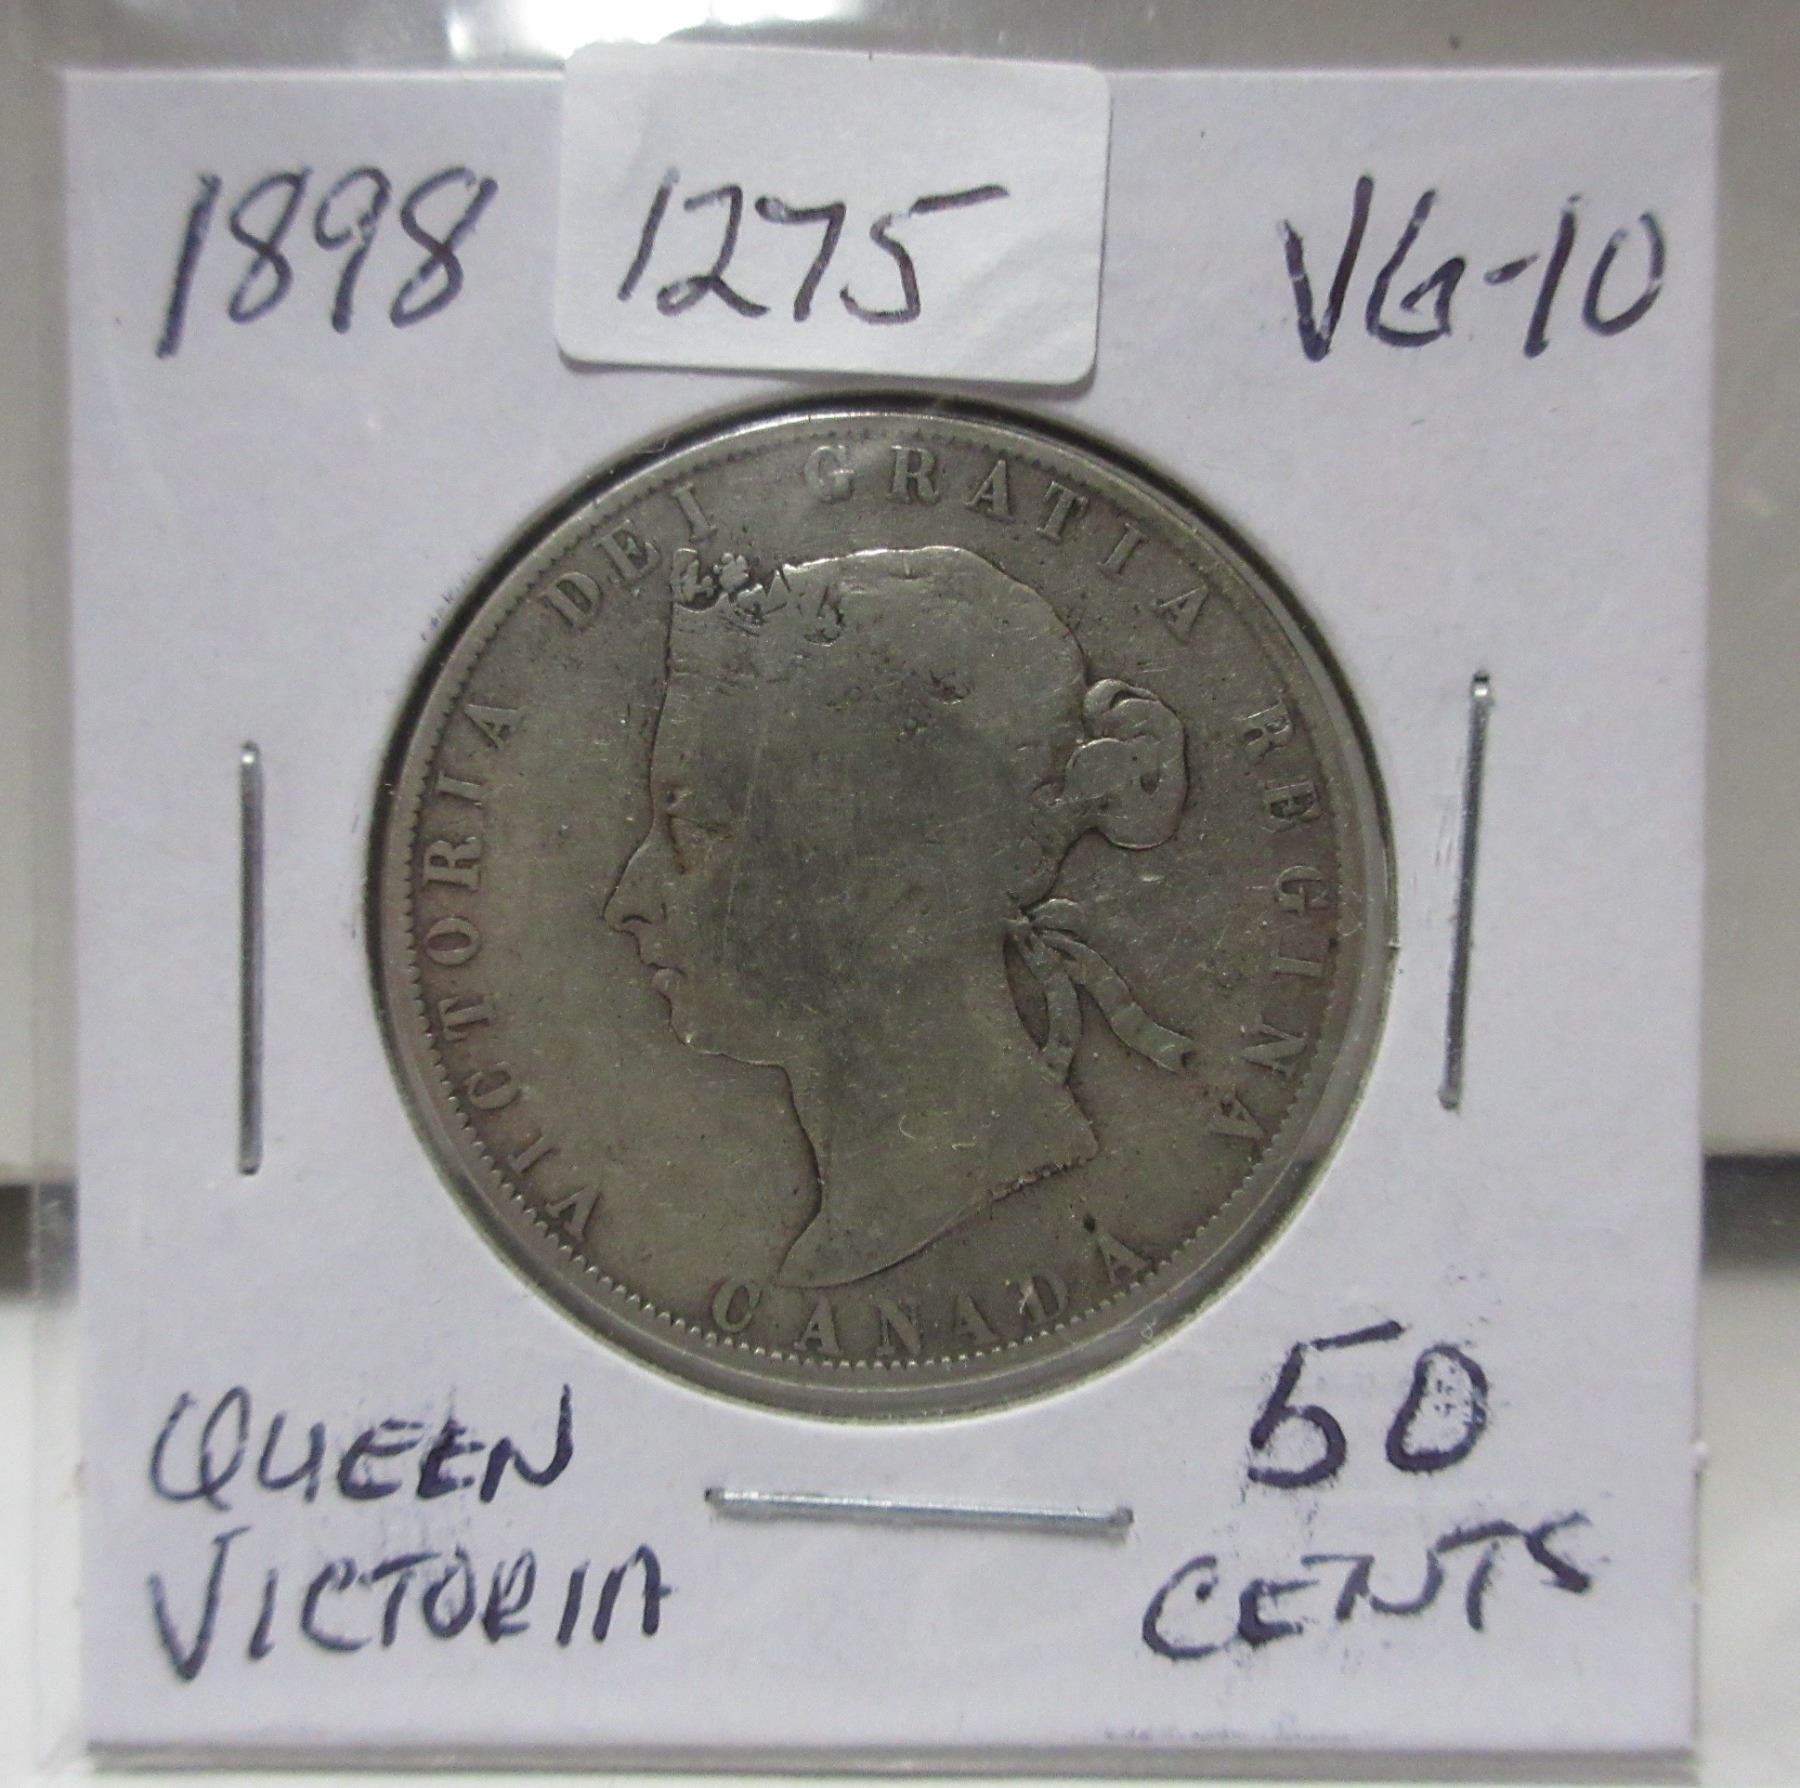 1898 1275 VG-10
VICTORIA DEI GRATIA REGINA
CANADA
QUEEN
VICTORIA
50
CENTS